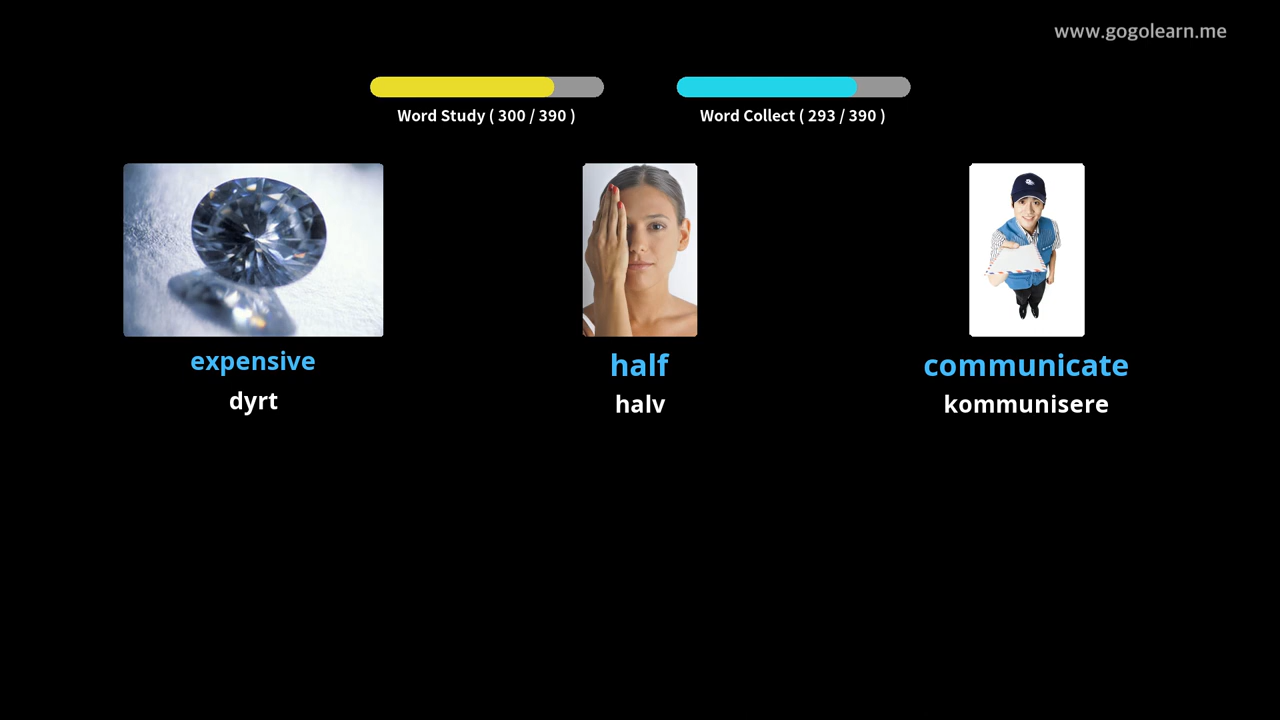 www.gogolearn.me
Word Study ( 300 / 390 )
Word Collect ( 293 / 390 )
expensive
dyrt
half
halv
communicate
kommunisere